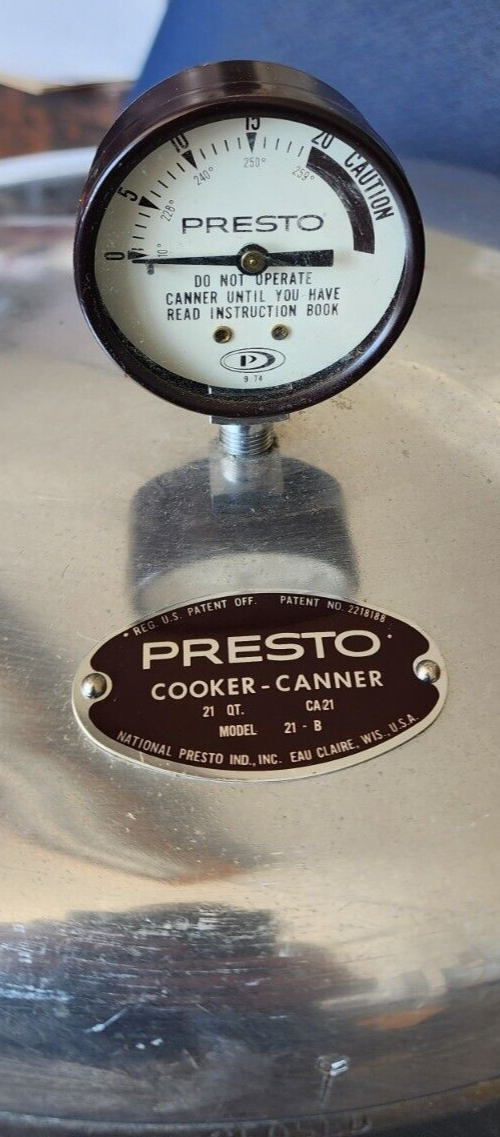 0 5 10 15 20 CAUTION
210° 228° 240° 250° 259°
PRESTO
DO NOT OPERATE
CANNER UNTIL YOU HAVE
READ INSTRUCTION BOOK
P
9 74
REG. U.S. PATENT OFF. PATENT NO. 2218188
PRESTO
COOKER-CANNER
21 QT. CA21
MODEL 21-B
NATIONAL PRESTO IND., INC. EAU CLAIRE, WIS., U.S.A.